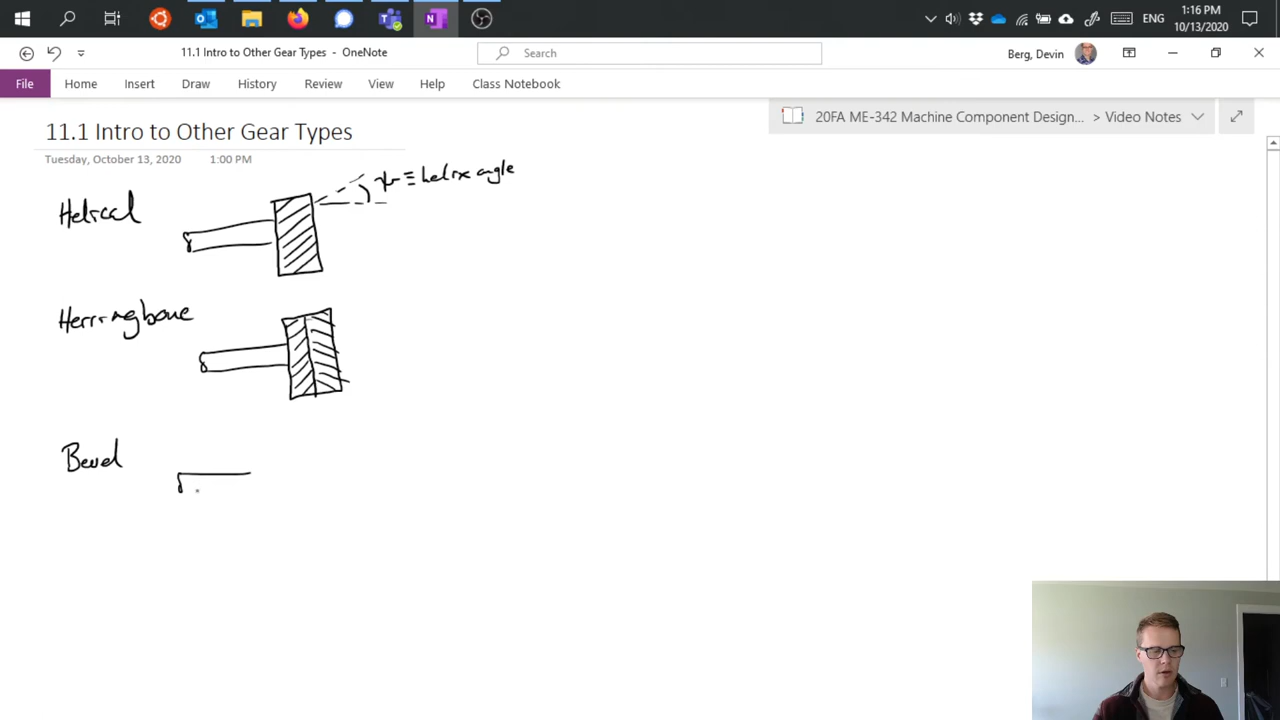 1:16 PM
ENG
10/13/2020
11.1 Intro to Other Gear Types - OneNote
Search
Berg, Devin
File Home Insert Draw History Review View Help Class Notebook
11.1 Intro to Other Gear Types
20FA ME-342 Machine Component Design... > Video Notes
Tuesday, October 13, 2020 1:00 PM
ψ ≡ helix angle
Helical
Herringbone
Bevel